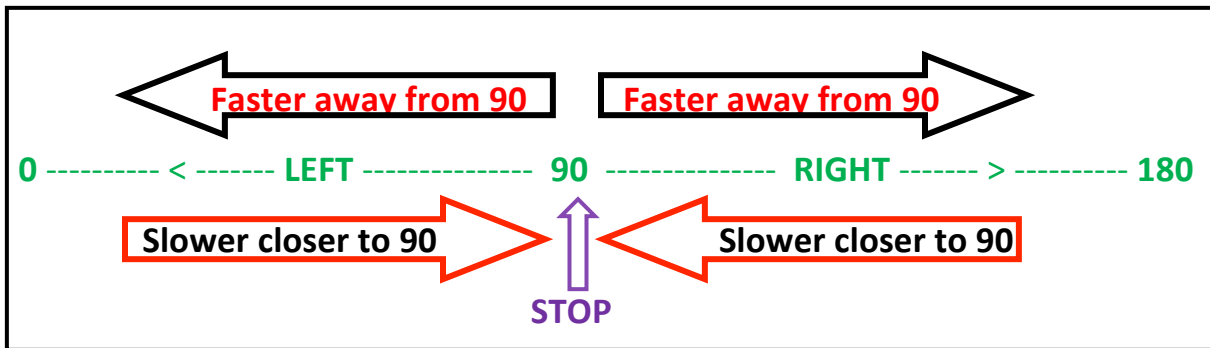 Faster away from 90 Faster away from 90
0 ---------- < ------- LEFT --------------- 90 --------------- RIGHT ------- > ---------- 180
Slower closer to 90 Slower closer to 90
STOP